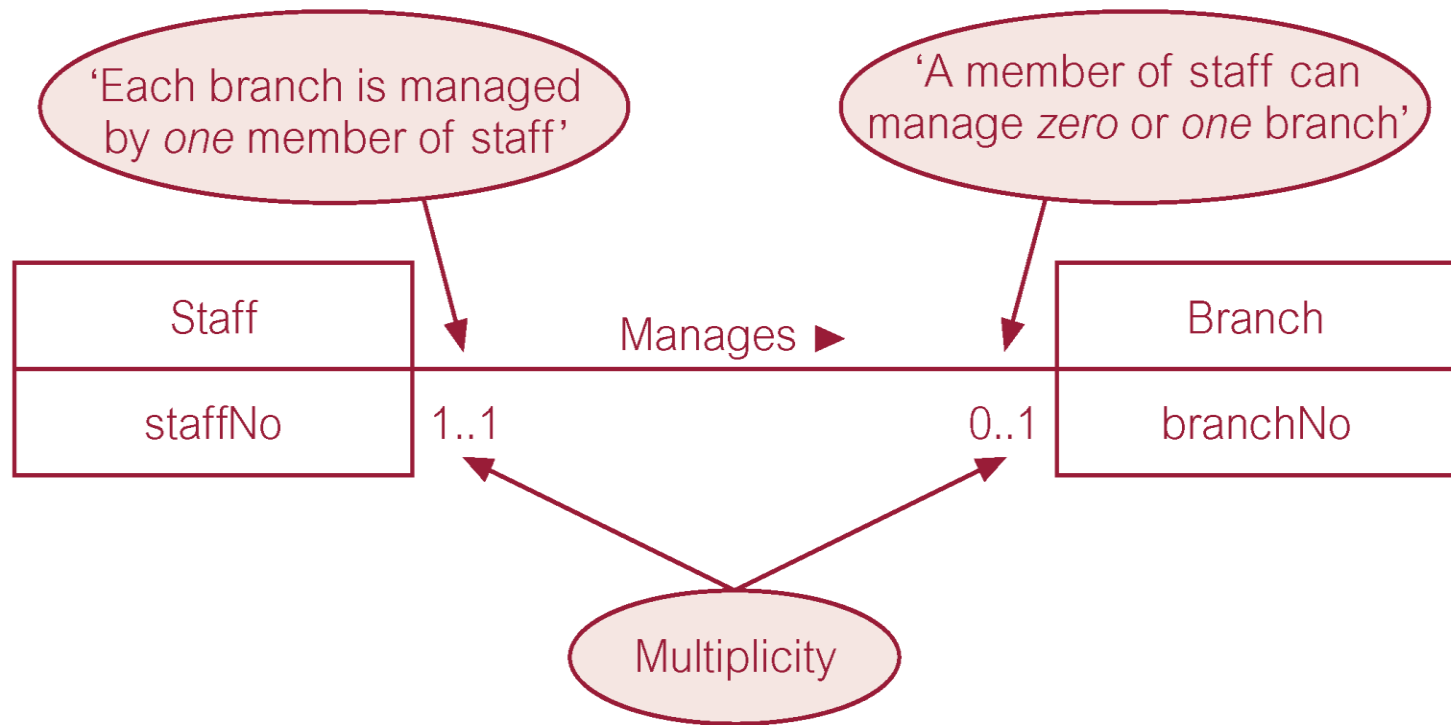 ‘Each branch is managed
by one member of staff’
‘A member of staff can
manage zero or one branch’
Staff
Manages ►
Branch
staffNo
1..1
0..1
branchNo
Multiplicity